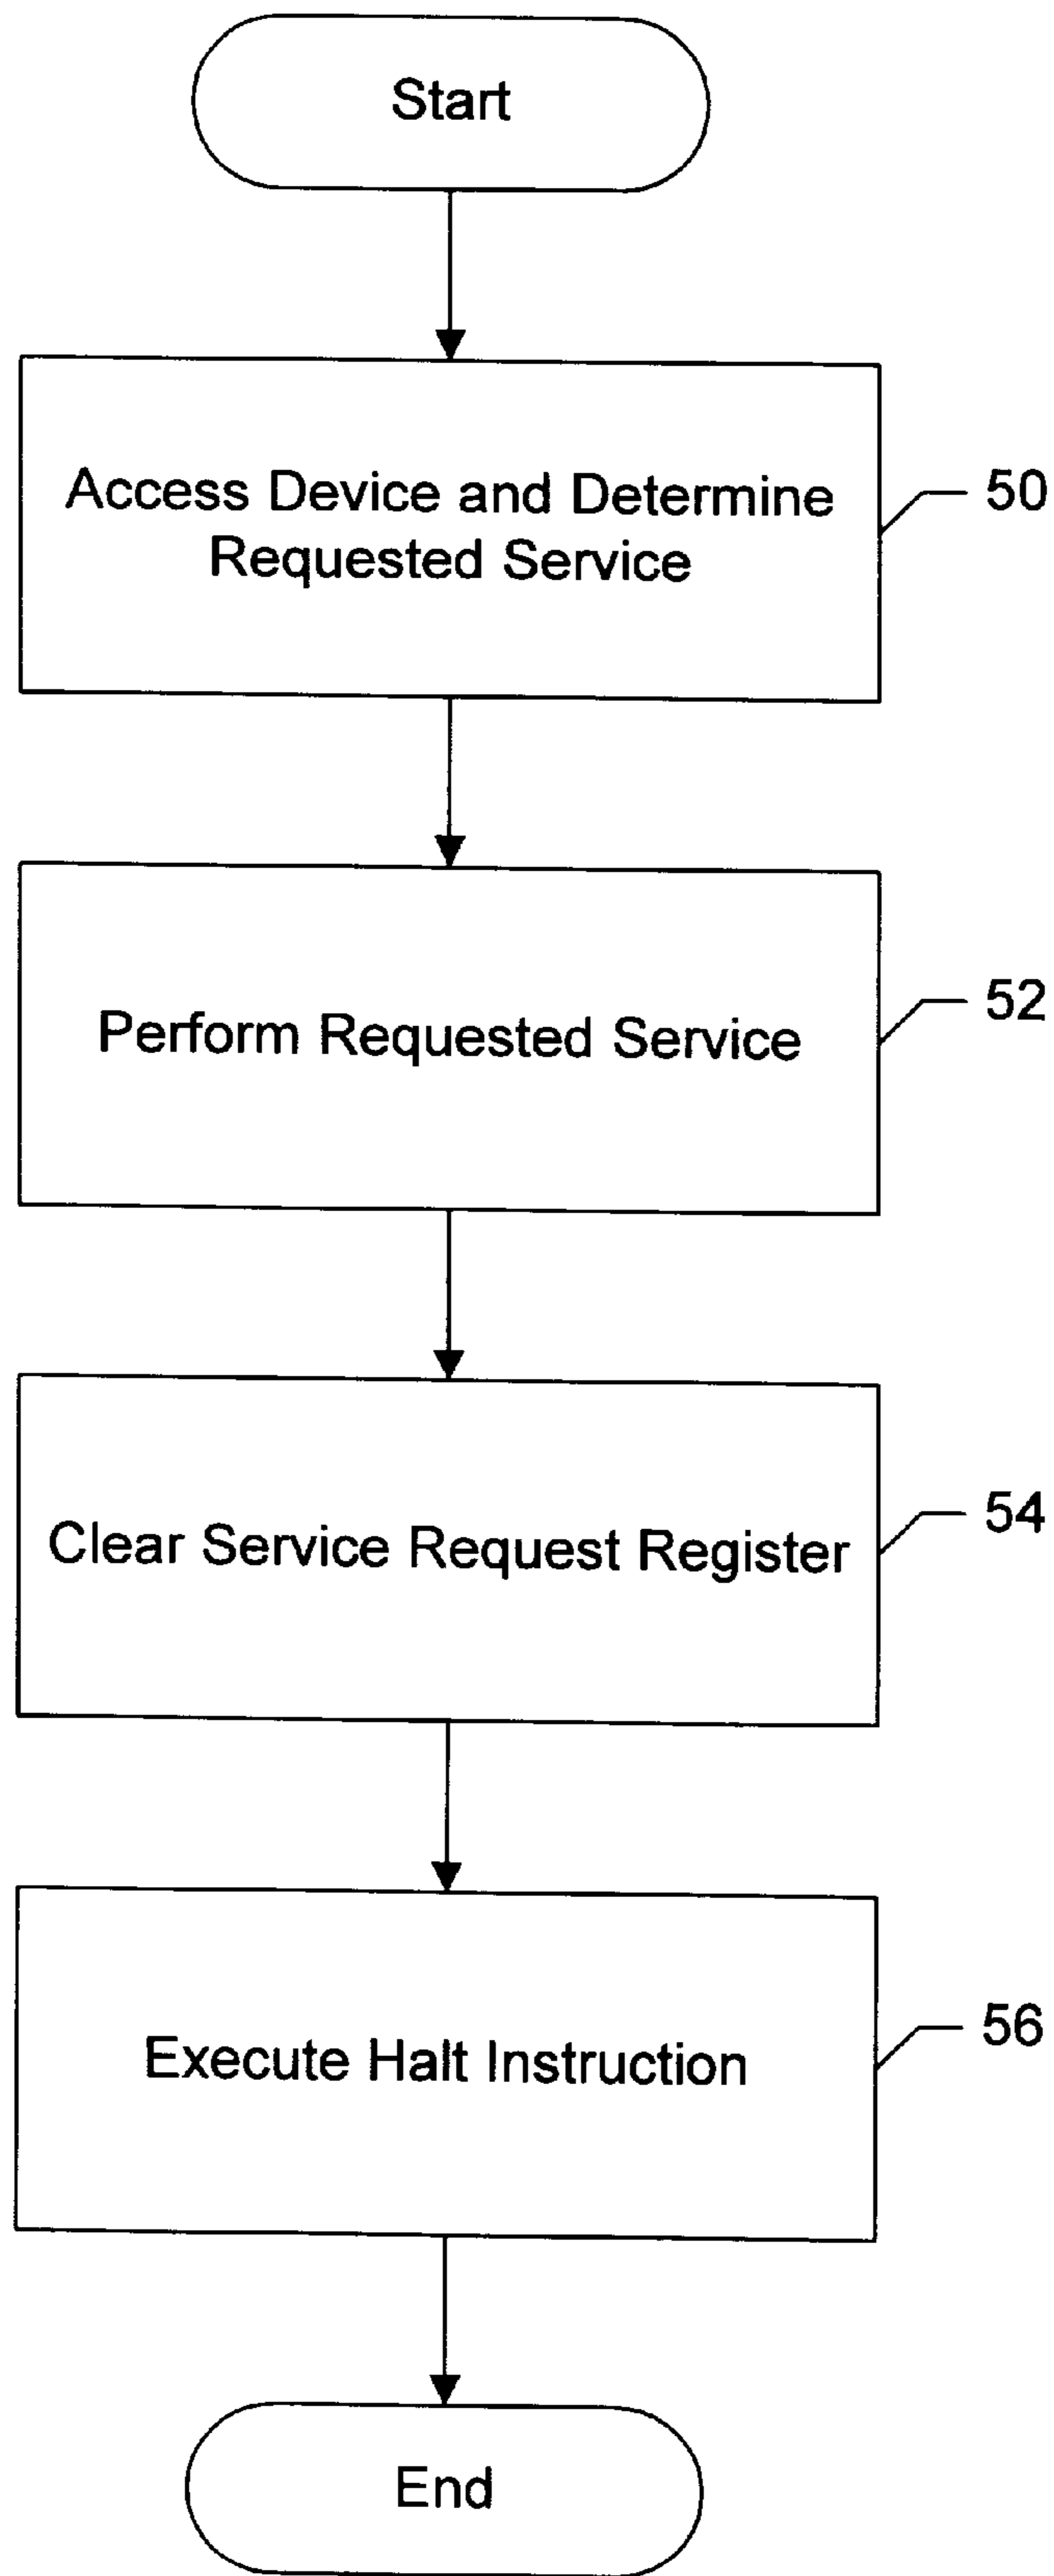 Start
Access Device and Determine
Requested Service
50
Perform Requested Service
52
Clear Service Request Register
54
Execute Halt Instruction
56
End